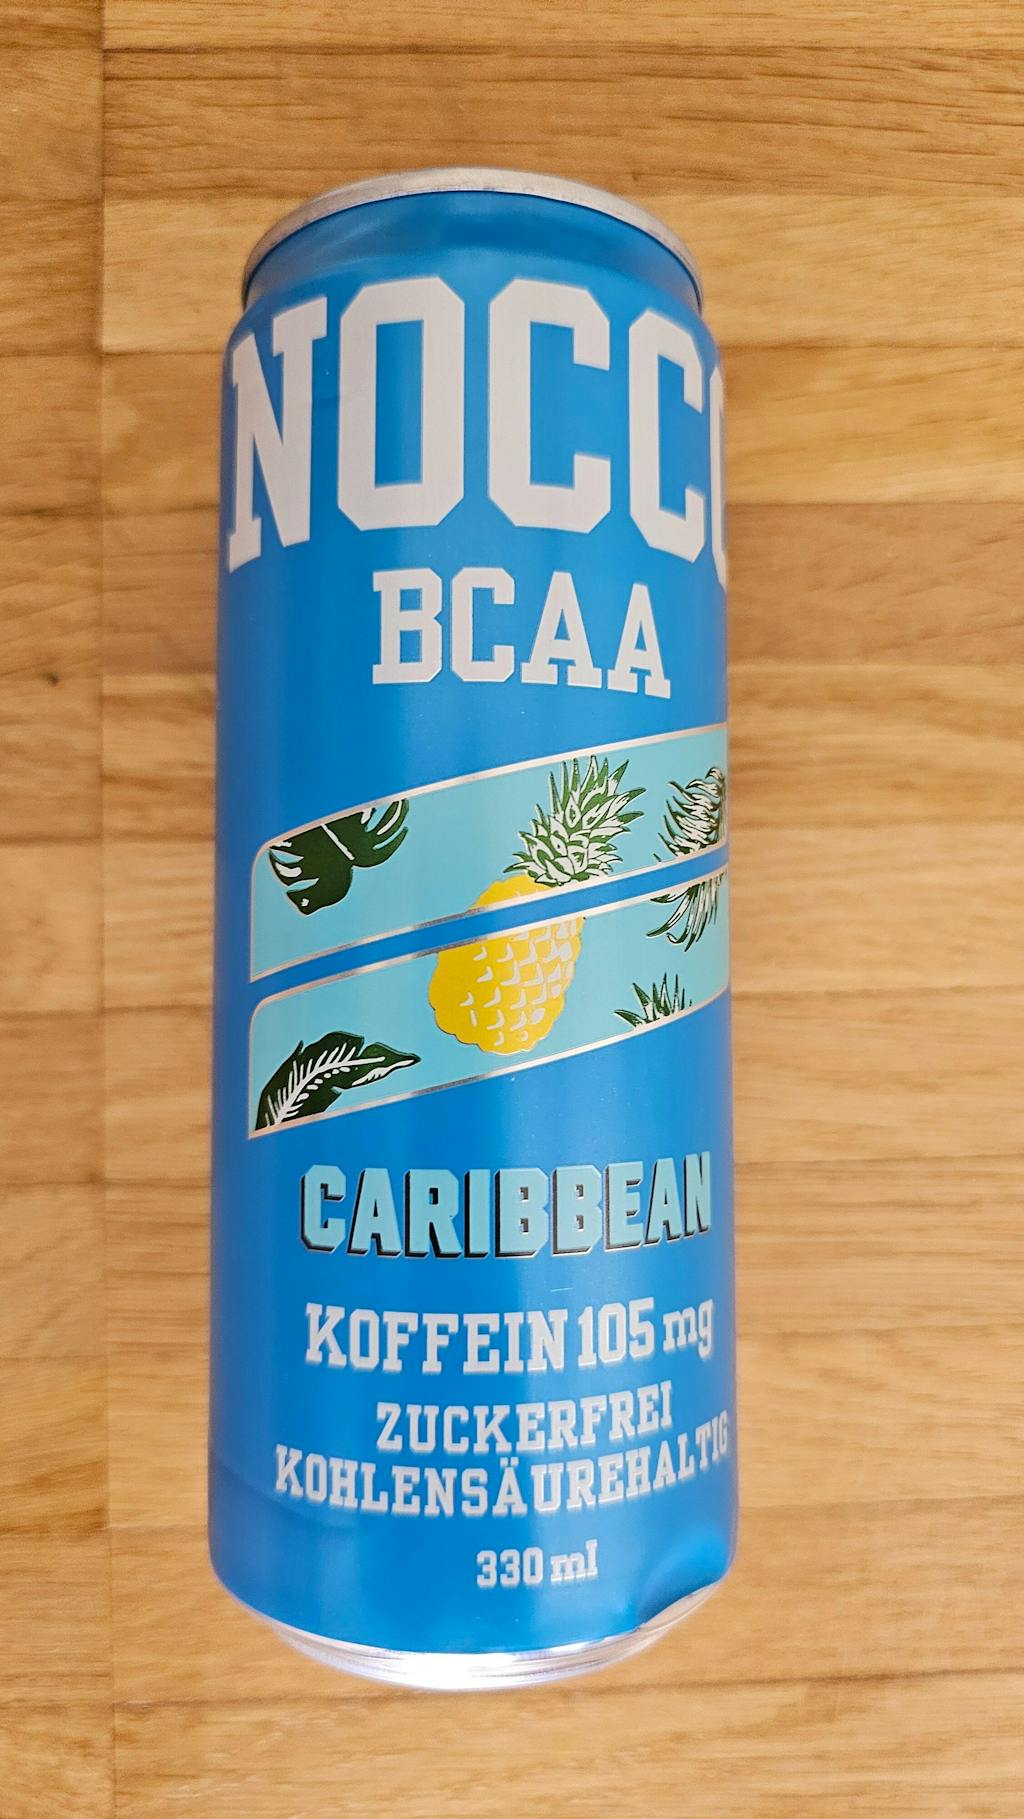 NOCCO
BCAA
CARIBBEAN
KOFFEIN 105 mg
ZUCKERFREI
KOHLENSÄUREHALTIG
330 ml